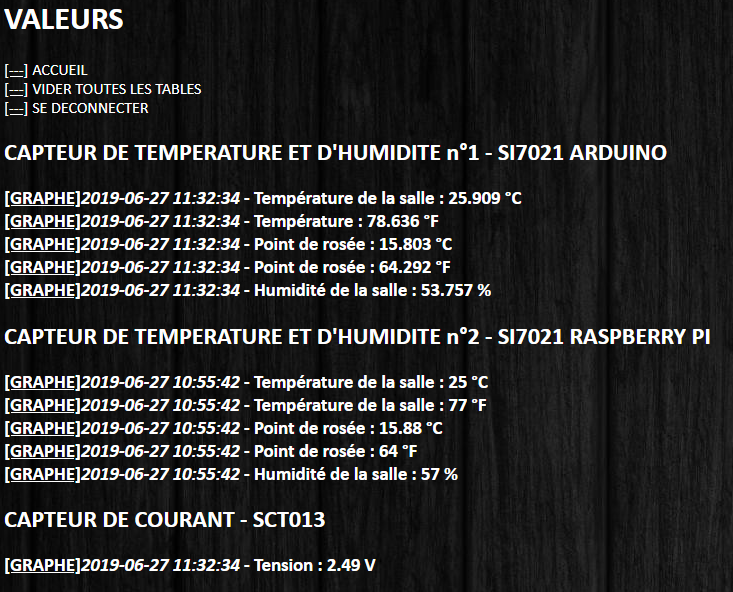 VALEURS
[---] ACCUEIL
[---] VIDER TOUTES LES TABLES
[---] SE DECONNECTER
CAPTEUR DE TEMPERATURE ET D'HUMIDITE n°1 - SI7021 ARDUINO
[GRAPHE]2019-06-27 11:32:34 - Température de la salle : 25.909 °C
[GRAPHE]2019-06-27 11:32:34 - Température : 78.636 °F
[GRAPHE]2019-06-27 11:32:34 - Point de rosée : 15.803 °C
[GRAPHE]2019-06-27 11:32:34 - Point de rosée : 64.292 °F
[GRAPHE]2019-06-27 11:32:34 - Humidité de la salle : 53.757 %
CAPTEUR DE TEMPERATURE ET D'HUMIDITE n°2 - SI7021 RASPBERRY PI
[GRAPHE]2019-06-27 10:55:42 - Température de la salle : 25 °C
[GRAPHE]2019-06-27 10:55:42 - Température de la salle : 77 °F
[GRAPHE]2019-06-27 10:55:42 - Point de rosée : 15.88 °C
[GRAPHE]2019-06-27 10:55:42 - Point de rosée : 64 °F
[GRAPHE]2019-06-27 10:55:42 - Humidité de la salle : 57 %
CAPTEUR DE COURANT - SCT013
[GRAPHE]2019-06-27 11:32:34 - Tension : 2.49 V